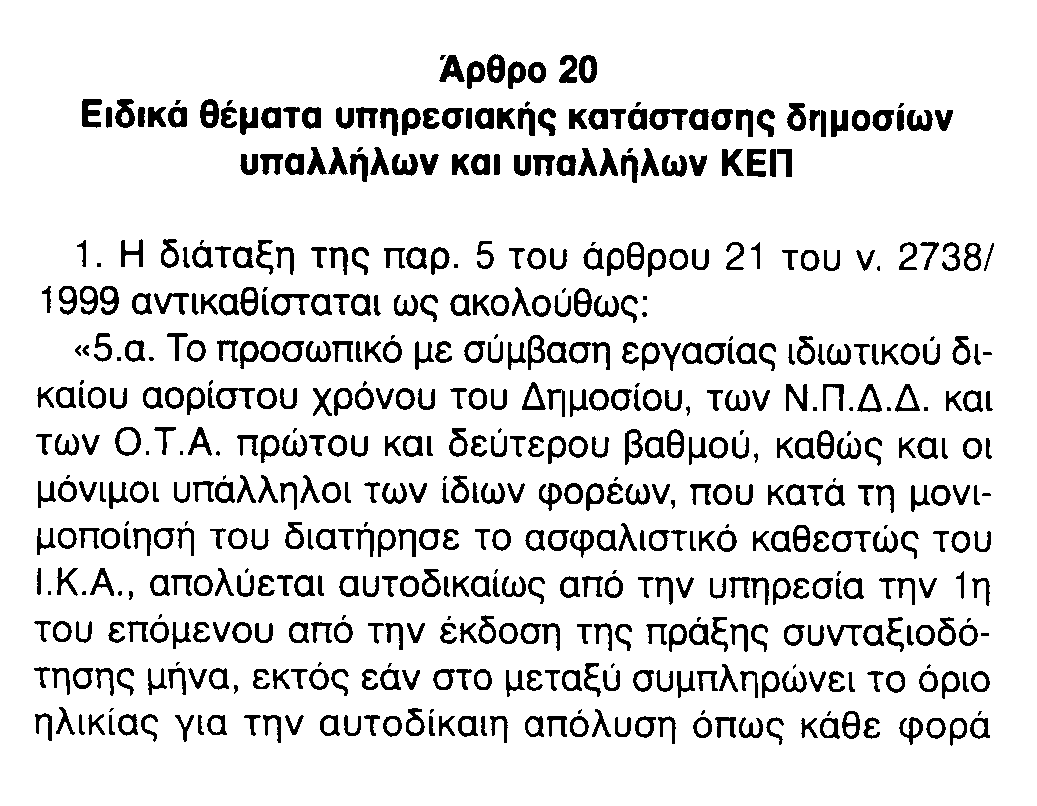 Άρθρο 20
Ειδικά θέματα υπηρεσιακής κατάστασης δημοσίων
υπαλλήλων και υπαλλήλων ΚΕΠ
1. Η διάταξη της παρ. 5 του άρθρου 21 του ν. 2738/
1999 αντικαθίσταται ως ακολούθως:
«5.α. Το προσωπικό με σύμβαση εργασίας ιδιωτικού δι-
καίου αορίστου χρόνου του Δημοσίου, των Ν.Π.Δ.Δ. και
των Ο.Τ.Α. πρώτου και δεύτερου βαθμού, καθώς και οι
μόνιμοι υπάλληλοι των ίδιων φορέων, που κατά τη μονι-
μοποίησή του διατήρησε το ασφαλιστικό καθεστώς του
Ι.Κ.Α., απολύεται αυτοδικαίως από την υπηρεσία την 1η
του επόμενου από την έκδοση της πράξης συνταξιοδό-
τησης μήνα, εκτός εάν στο μεταξύ συμπληρώνει το όριο
ηλικίας για την αυτοδίκαιη απόλυση όπως κάθε φορά